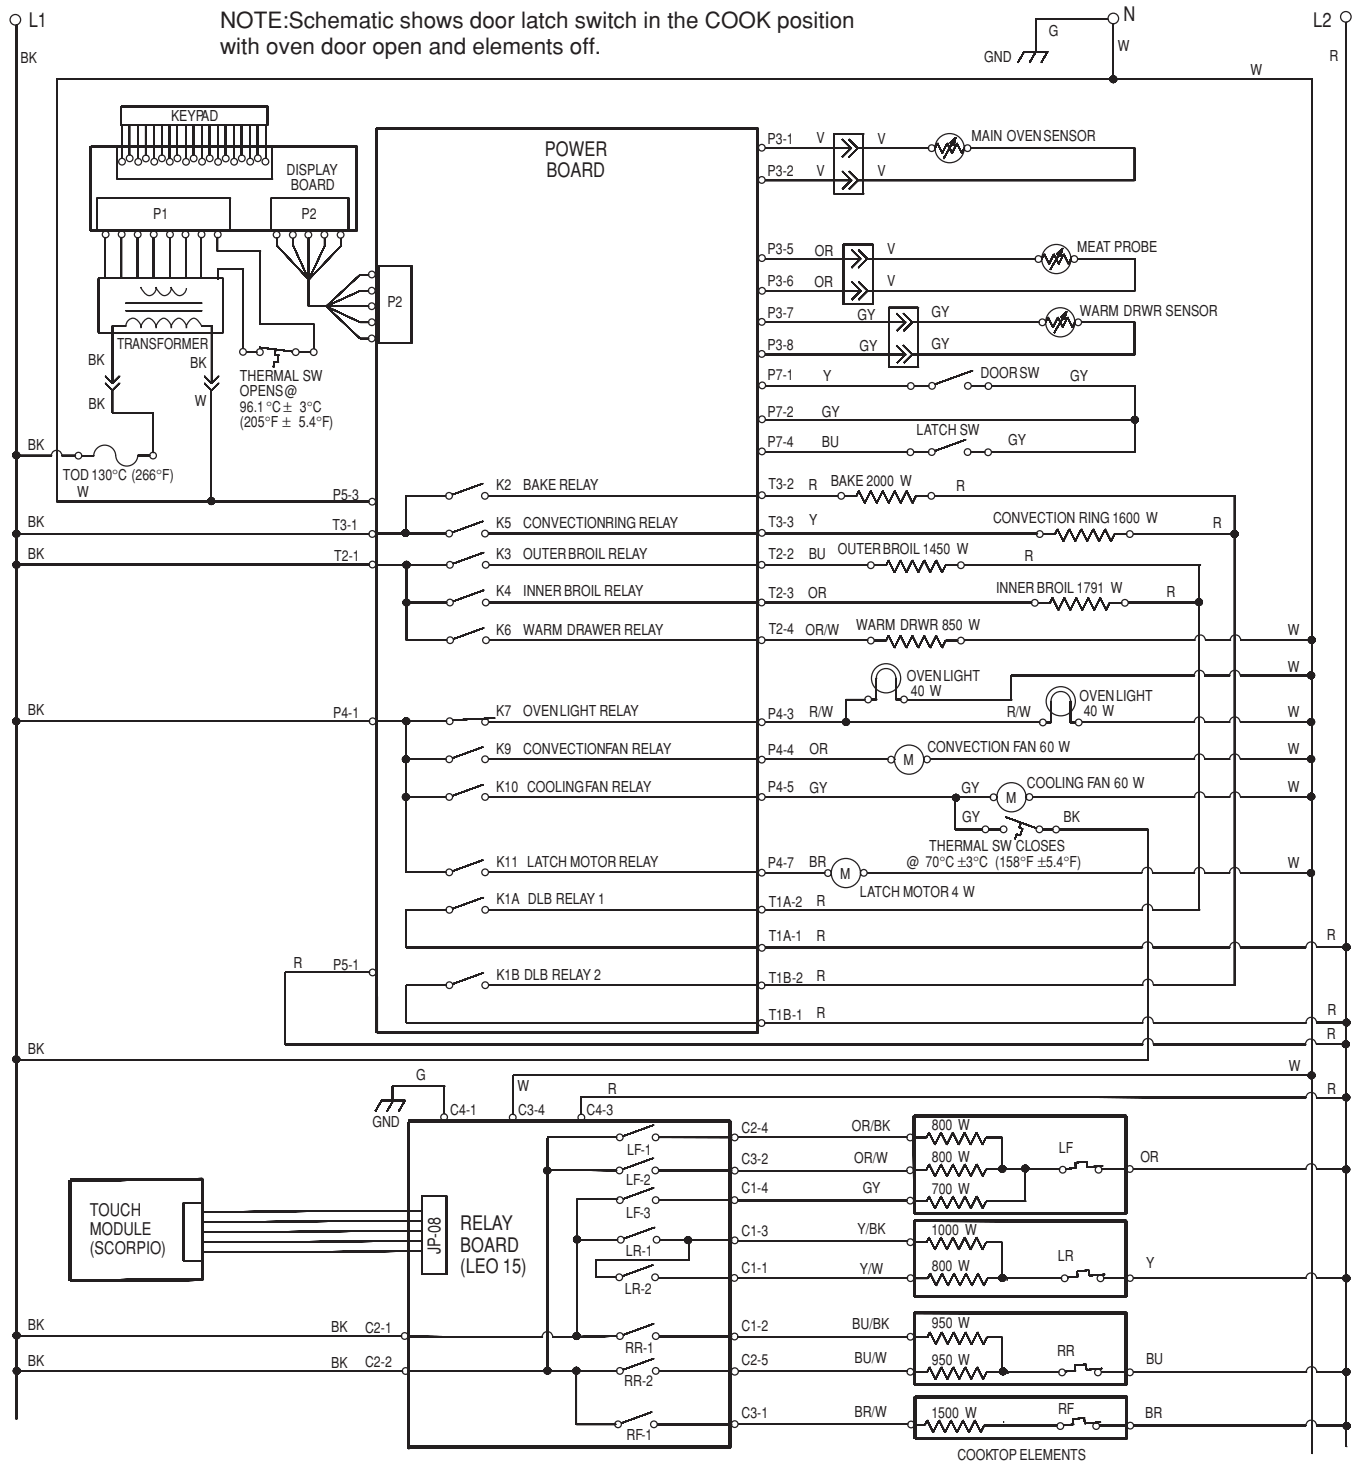 L1
NOTE:Schematic shows door latch switch in the COOK position
with oven door open and elements off.
N
L2
BK
G
W
GND
R
W
KEYPAD
DISPLAY
BOARD
P1
P2
POWER
BOARD
P2
TRANSFORMER
BK
BK
BK
W
THERMAL SW
OPENS @
96.1 °C ± 3°C
(205°F ± 5.4°F)
BK
TOD 130°C (266°F)
W
P3-1 V V MAIN OVEN SENSOR
P3-2 V V
P3-5 OR V MEAT PROBE
P3-6 OR V
P3-7 GY GY WARM DRWR SENSOR
P3-8 GY GY
P7-1 Y DOOR SW GY
P7-2 GY
P7-4 BU LATCH SW GY
P5-3 K2 BAKE RELAY T3-2 R BAKE 2000 W R
BK T3-1 K5 CONVECTIONRING RELAY T3-3 Y CONVECTION RING 1600 W R
BK T2-1 K3 OUTER BROIL RELAY T2-2 BU OUTER BROIL 1450 W R
K4 INNER BROIL RELAY T2-3 OR INNER BROIL 1791 W R
K6 WARM DRAWER RELAY T2-4 OR/W WARM DRWR 850 W W
OVEN LIGHT
40 W
W
BK P4-1 K7 OVEN LIGHT RELAY P4-3 R/W R/W OVEN LIGHT
40 W
W
K9 CONVECTIONFAN RELAY P4-4 OR M CONVECTION FAN 60 W W
K10 COOLING FAN RELAY P4-5 GY GY M COOLING FAN 60 W W
GY BK
THERMAL SW CLOSES
@ 70°C ±3°C (158°F ±5.4°F)
K11 LATCH MOTOR RELAY P4-7 BR M W
LATCH MOTOR 4 W
K1A DLB RELAY 1 T1A-2 R
T1A-1 R R
R P5-1 K1B DLB RELAY 2 T1B-2 R
T1B-1 R R
R
BK
W
R
G
GND
C4-1
W
C3-4
R
C4-3
TOUCH
MODULE
(SCORPIO)
JP-08
RELAY
BOARD
(LEO 15)
LF-1 C2-4 OR/BK 800 W
LF-2 C3-2 OR/W 800 W LF OR
LF-3 C1-4 GY 700 W
LR-1 C1-3 Y/BK 1000 W
LR-2 C1-1 Y/W 800 W LR Y
BK BK C2-1 RR-1 C1-2 BU/BK 950 W
BK BK C2-2 RR-2 C2-5 BU/W 950 W RR BU
RF-1 C3-1 BR/W 1500 W RF BR
COOKTOP ELEMENTS